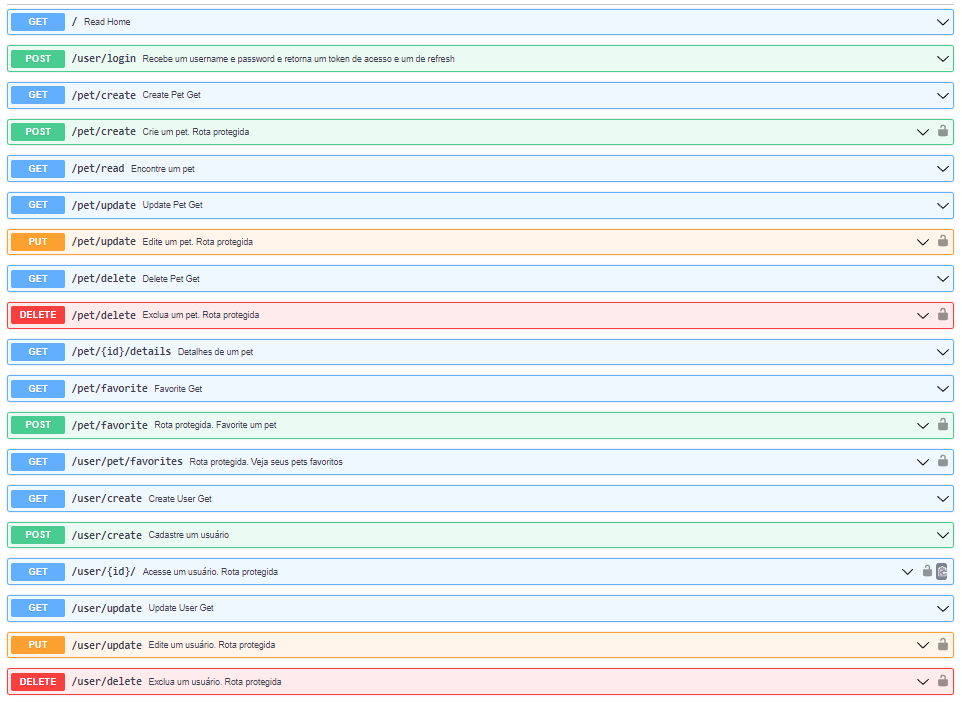 GET / Read Home
POST /user/login Recebe um username e password e retorna um token de acesso e um de refresh
GET /pet/create Create Pet Get
POST /pet/create Crie um pet. Rota protegida
GET /pet/read Encontre um pet
GET /pet/update Update Pet Get
PUT /pet/update Edite um pet. Rota protegida
GET /pet/delete Delete Pet Get
DELETE /pet/delete Exclua um pet. Rota protegida
GET /pet/{id}/details Detalhes de um pet
GET /pet/favorite Favorite Get
POST /pet/favorite Rota protegida. Favorite um pet
GET /user/pet/favorites Rota protegida. Veja seus pets favoritos
GET /user/create Create User Get
POST /user/create Cadastre um usuário
GET /user/{id}/ Acesse um usuário. Rota protegida
GET /user/update Update User Get
PUT /user/update Edite um usuário. Rota protegida
DELETE /user/delete Exclua um usuário. Rota protegida